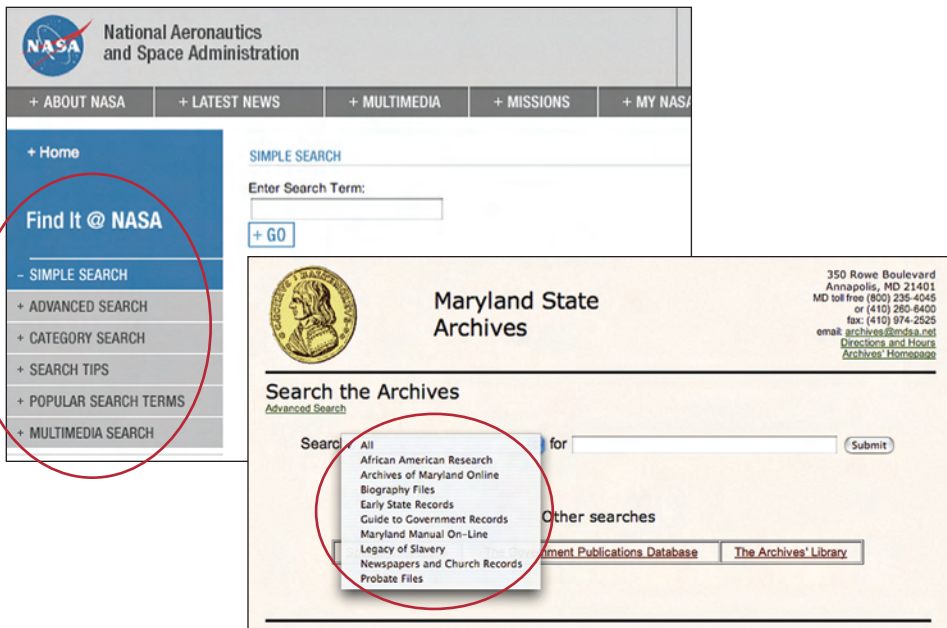 NASA
National Aeronautics
and Space Administration
+ ABOUT NASA + LATEST NEWS + MULTIMEDIA + MISSIONS + MY NASA
+ Home
SIMPLE SEARCH
Enter Search Term:
+ GO
Find It @ NASA
– SIMPLE SEARCH
+ ADVANCED SEARCH
+ CATEGORY SEARCH
+ SEARCH TIPS
+ POPULAR SEARCH TERMS
+ MULTIMEDIA SEARCH
Maryland State
Archives
350 Rowe Boulevard
Annapolis, MD 21401
MD toll free (800) 235-4045
or (410) 260-6400
fax: (410) 974-2525
email: archives@mdsa.net
Directions and Hours
Archives' Homepage
Search the Archives
Advanced Search
Search for Submit
All
African American Research
Archives of Maryland Online
Biography Files
Early State Records
Guide to Government Records
Maryland Manual On-Line
Legacy of Slavery
Newspapers and Church Records
Probate Files
Other searches
Publications Database The Archives' Library